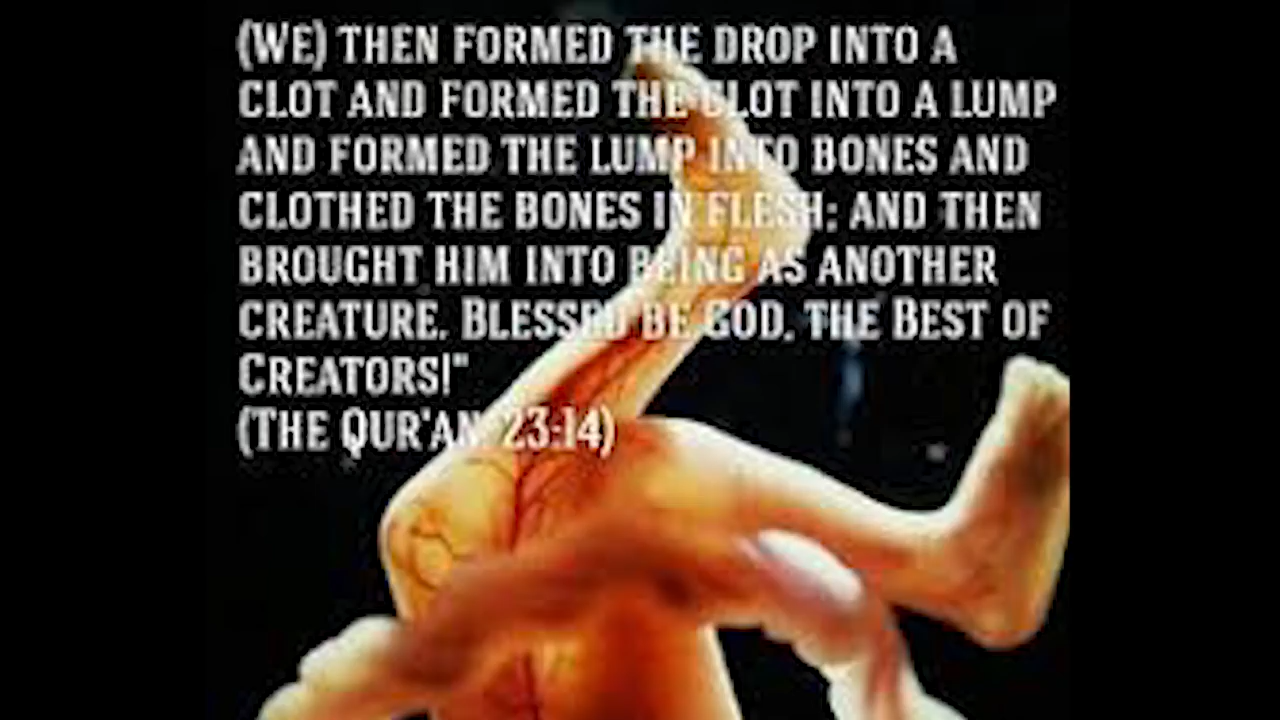 (We) then formed the drop into a
clot and formed the clot into a lump
and formed the lump into bones and
clothed the bones in flesh; and then
brought him into being as another
creature. Blessed be God, the Best of
Creators!"
(The Qur'an, 23:14)